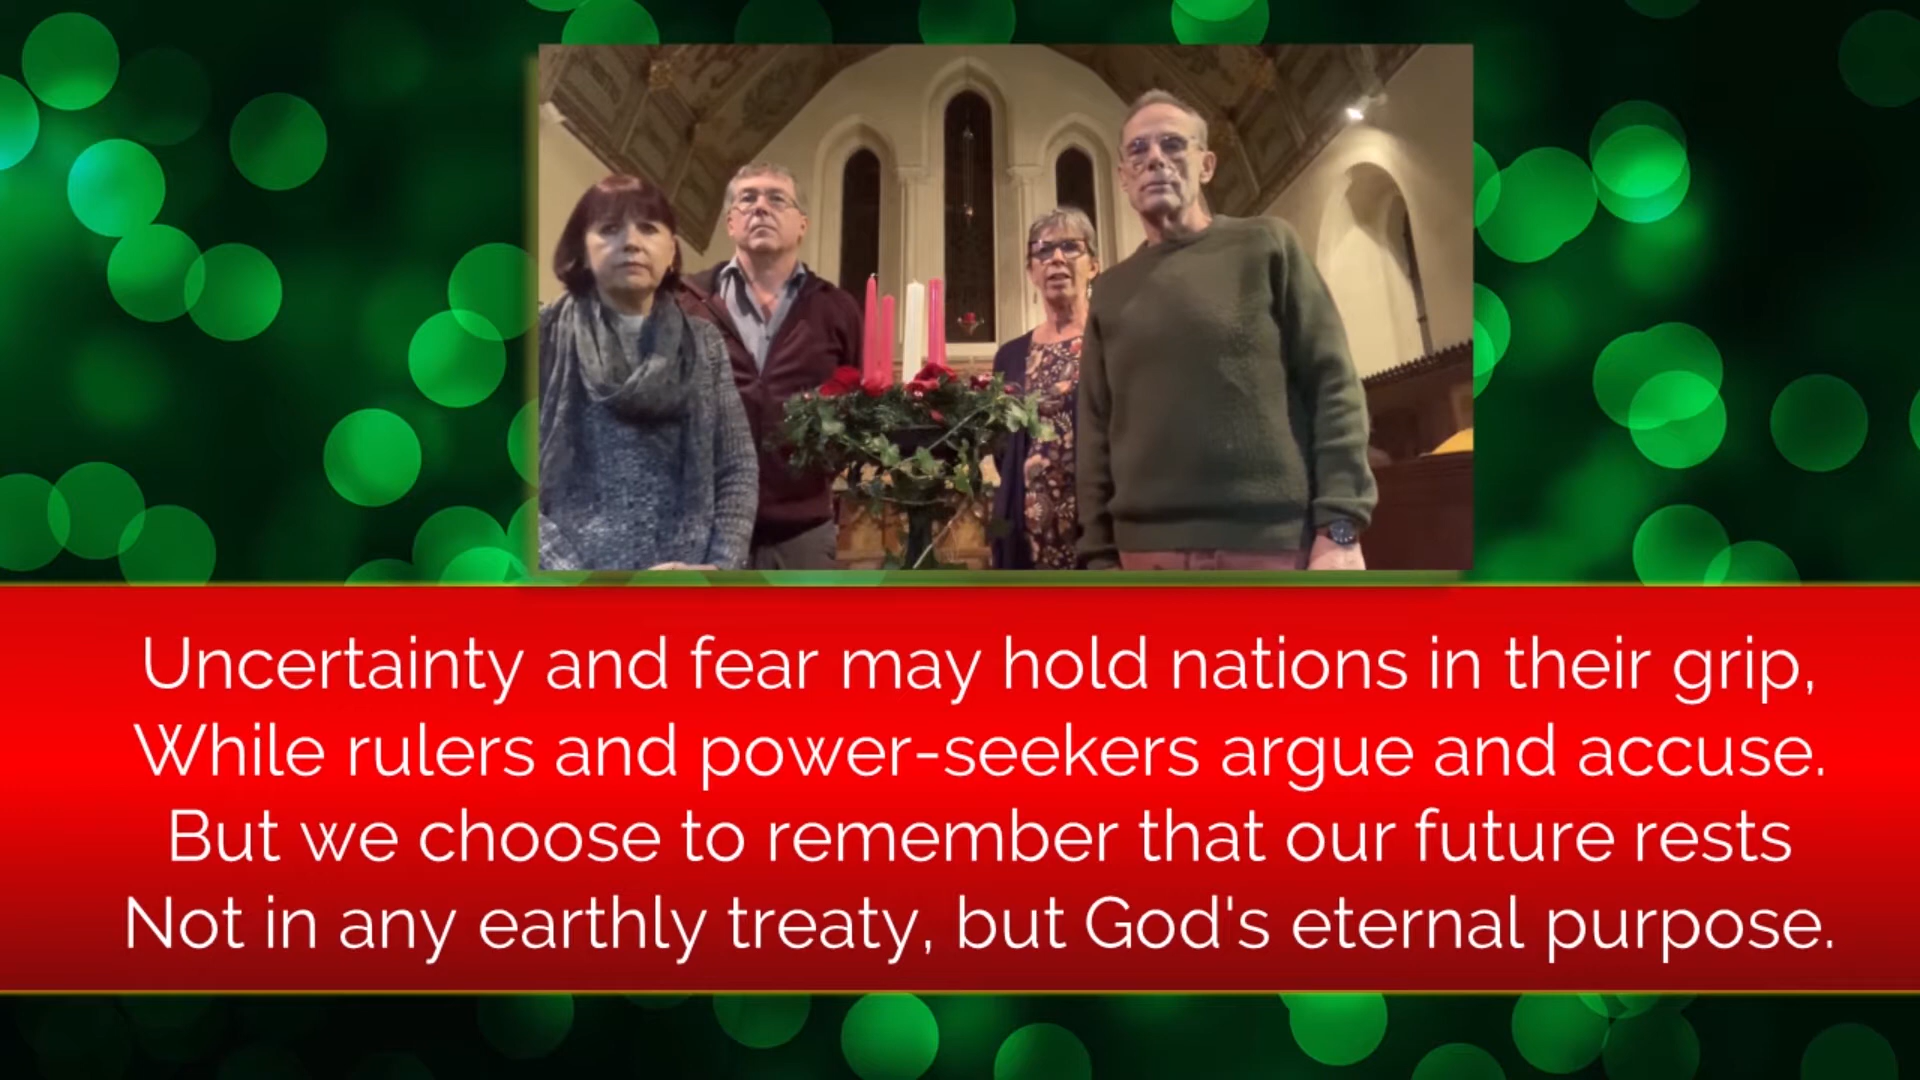 Uncertainty and fear may hold nations in their grip,
While rulers and power-seekers argue and accuse.
But we choose to remember that our future rests
Not in any earthly treaty, but God's eternal purpose.